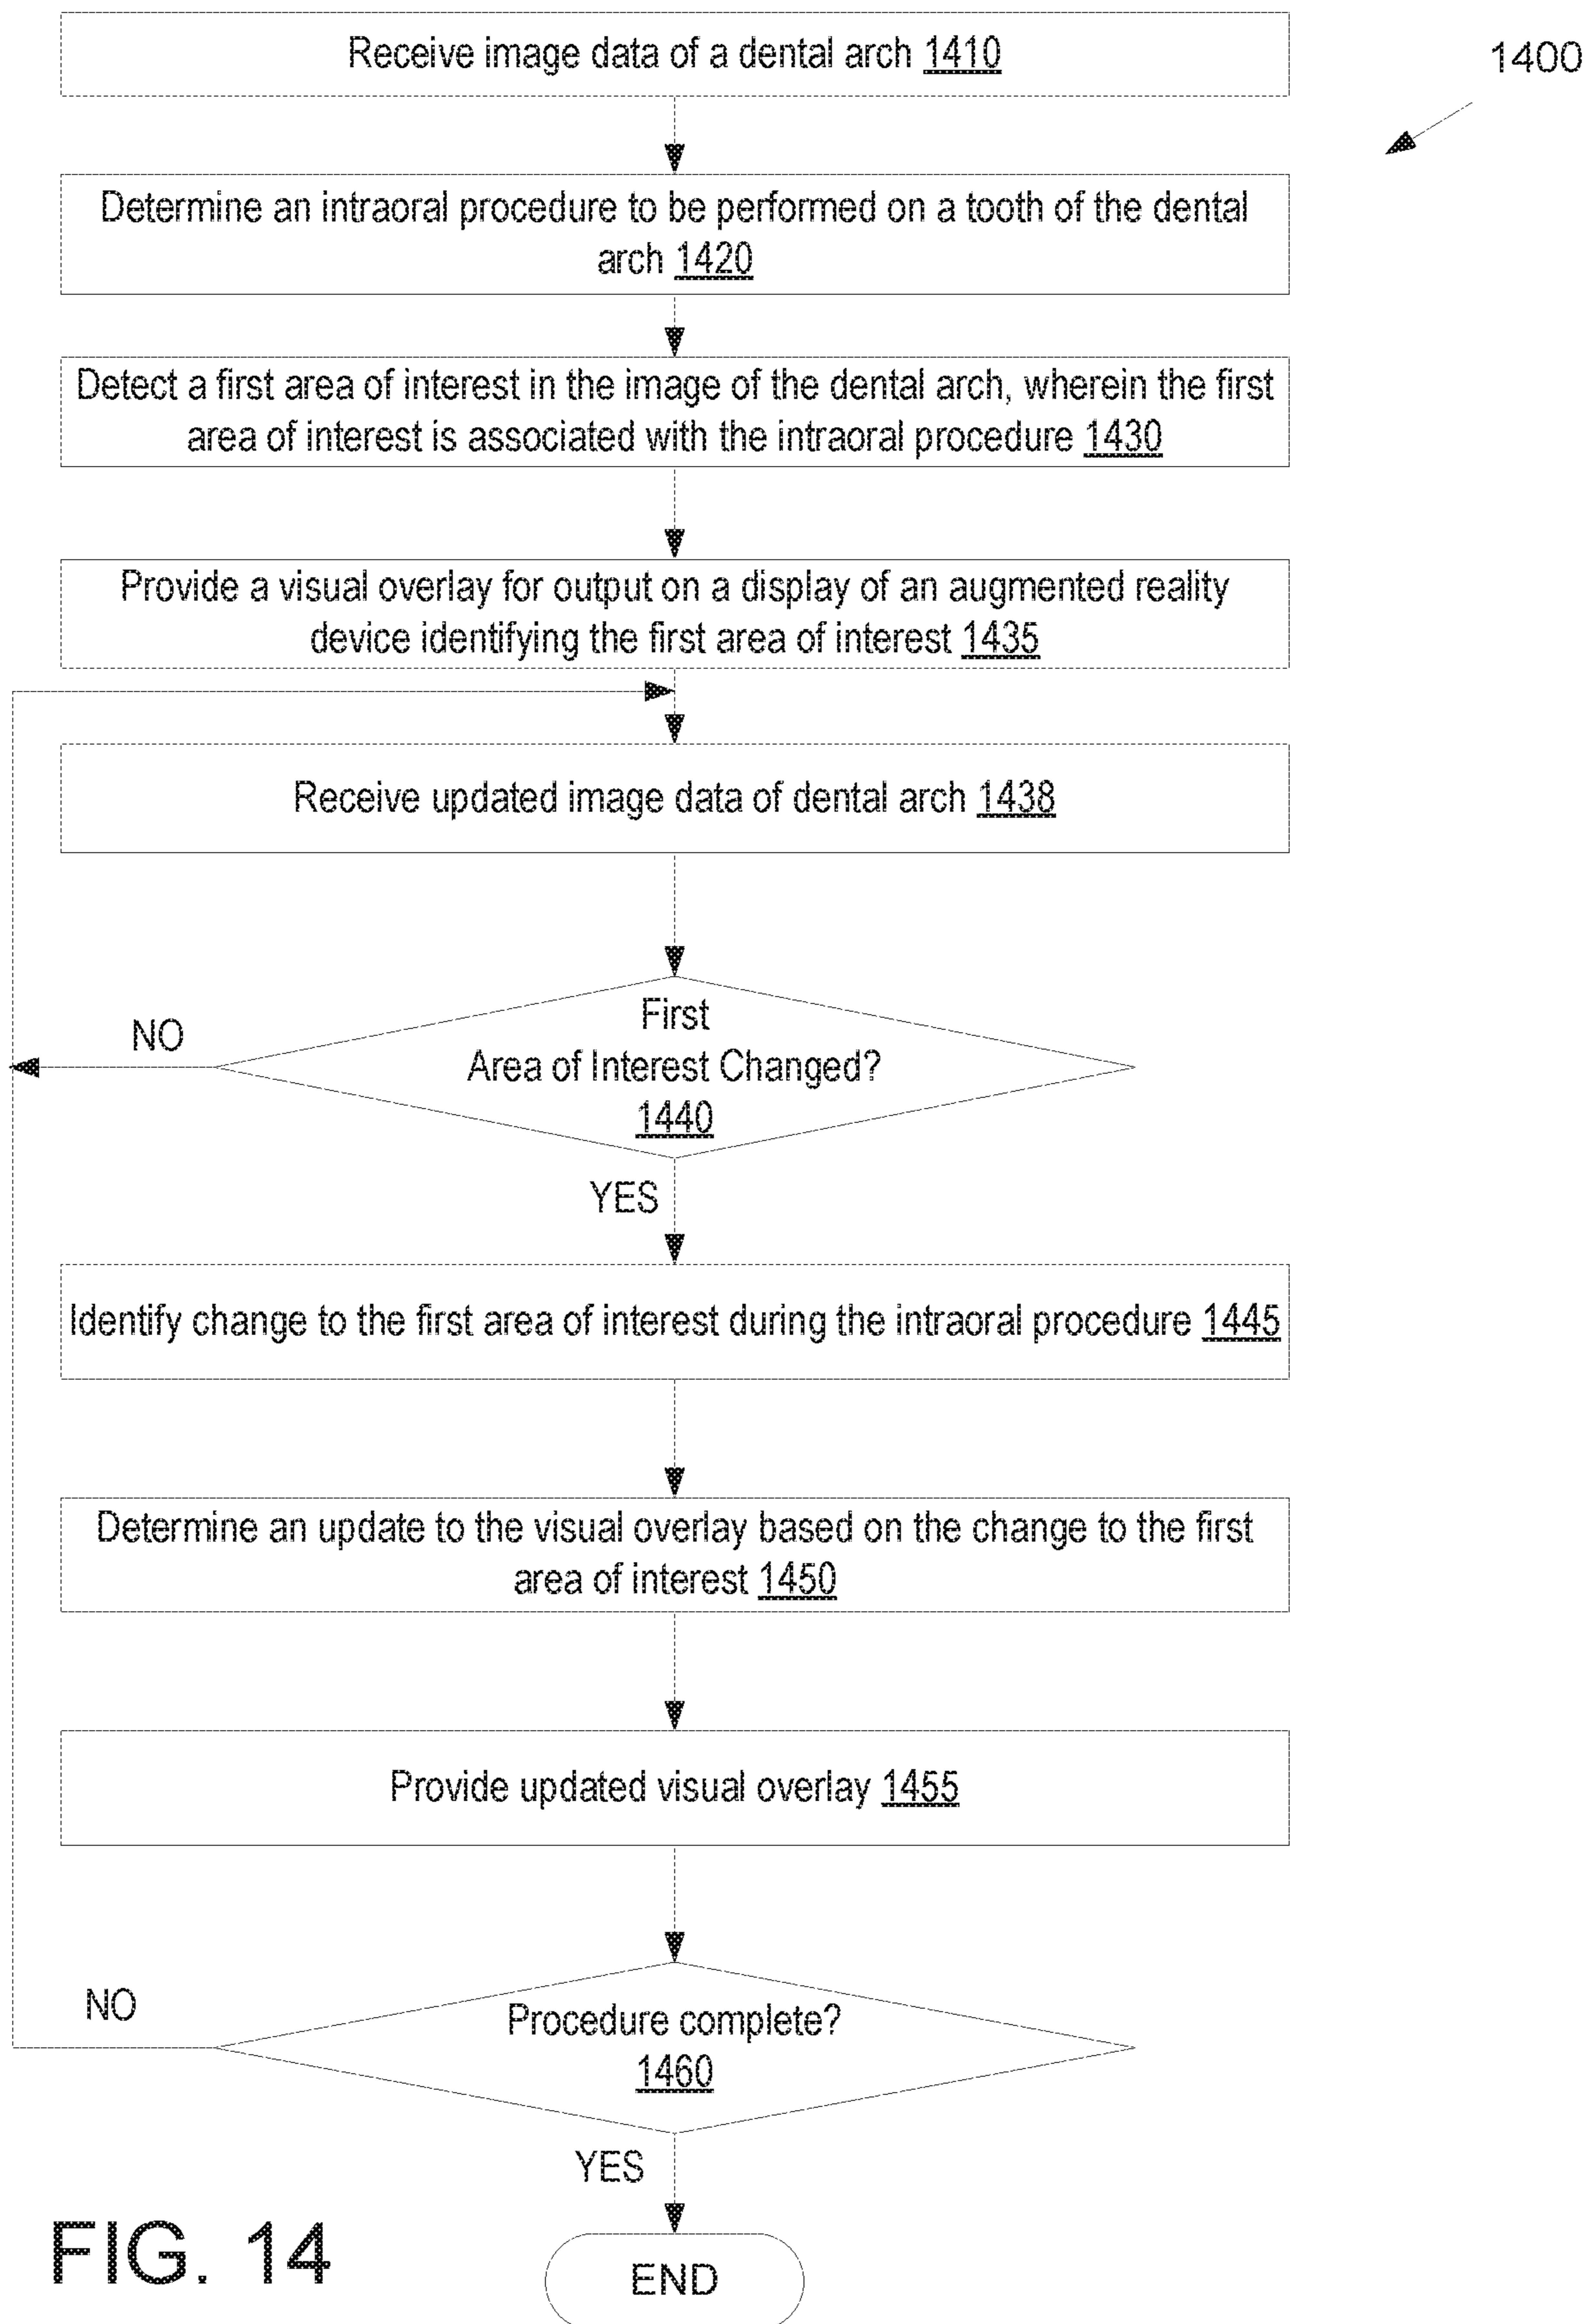 Receive image data of a dental arch 1410
1400
Determine an intraoral procedure to be performed on a tooth of the dental
arch 1420
Detect a first area of interest in the image of the dental arch, wherein the first
area of interest is associated with the intraoral procedure 1430
Provide a visual overlay for output on a display of an augmented reality
device identifying the first area of interest 1435
Receive updated image data of dental arch 1438
First
Area of Interest Changed?
1440
NO
YES
Identify change to the first area of interest during the intraoral procedure 1445
Determine an update to the visual overlay based on the change to the first
area of interest 1450
Provide updated visual overlay 1455
NO
Procedure complete?
1460
YES
END
FIG. 14